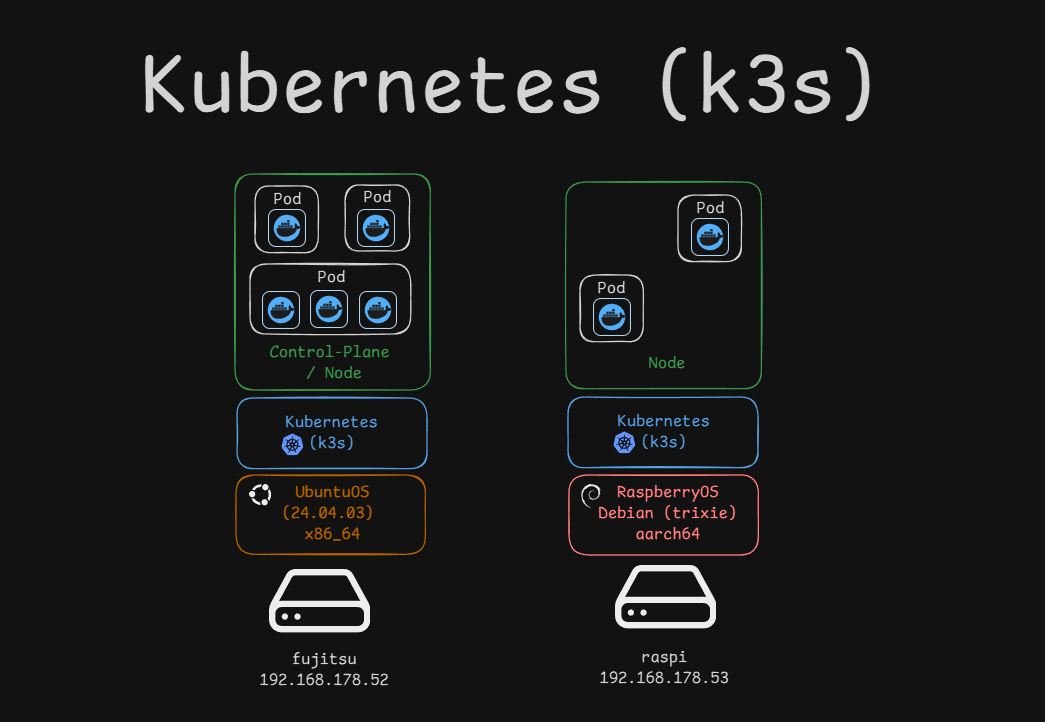 Kubernetes (k3s)
Pod
Pod
Pod
Control-Plane
/ Node
Kubernetes
(k3s)
UbuntuOS
(24.04.03)
x86_64
fujitsu
192.168.178.52
Pod
Pod
Node
Kubernetes
(k3s)
RaspberryOS
Debian (trixie)
aarch64
raspi
192.168.178.53